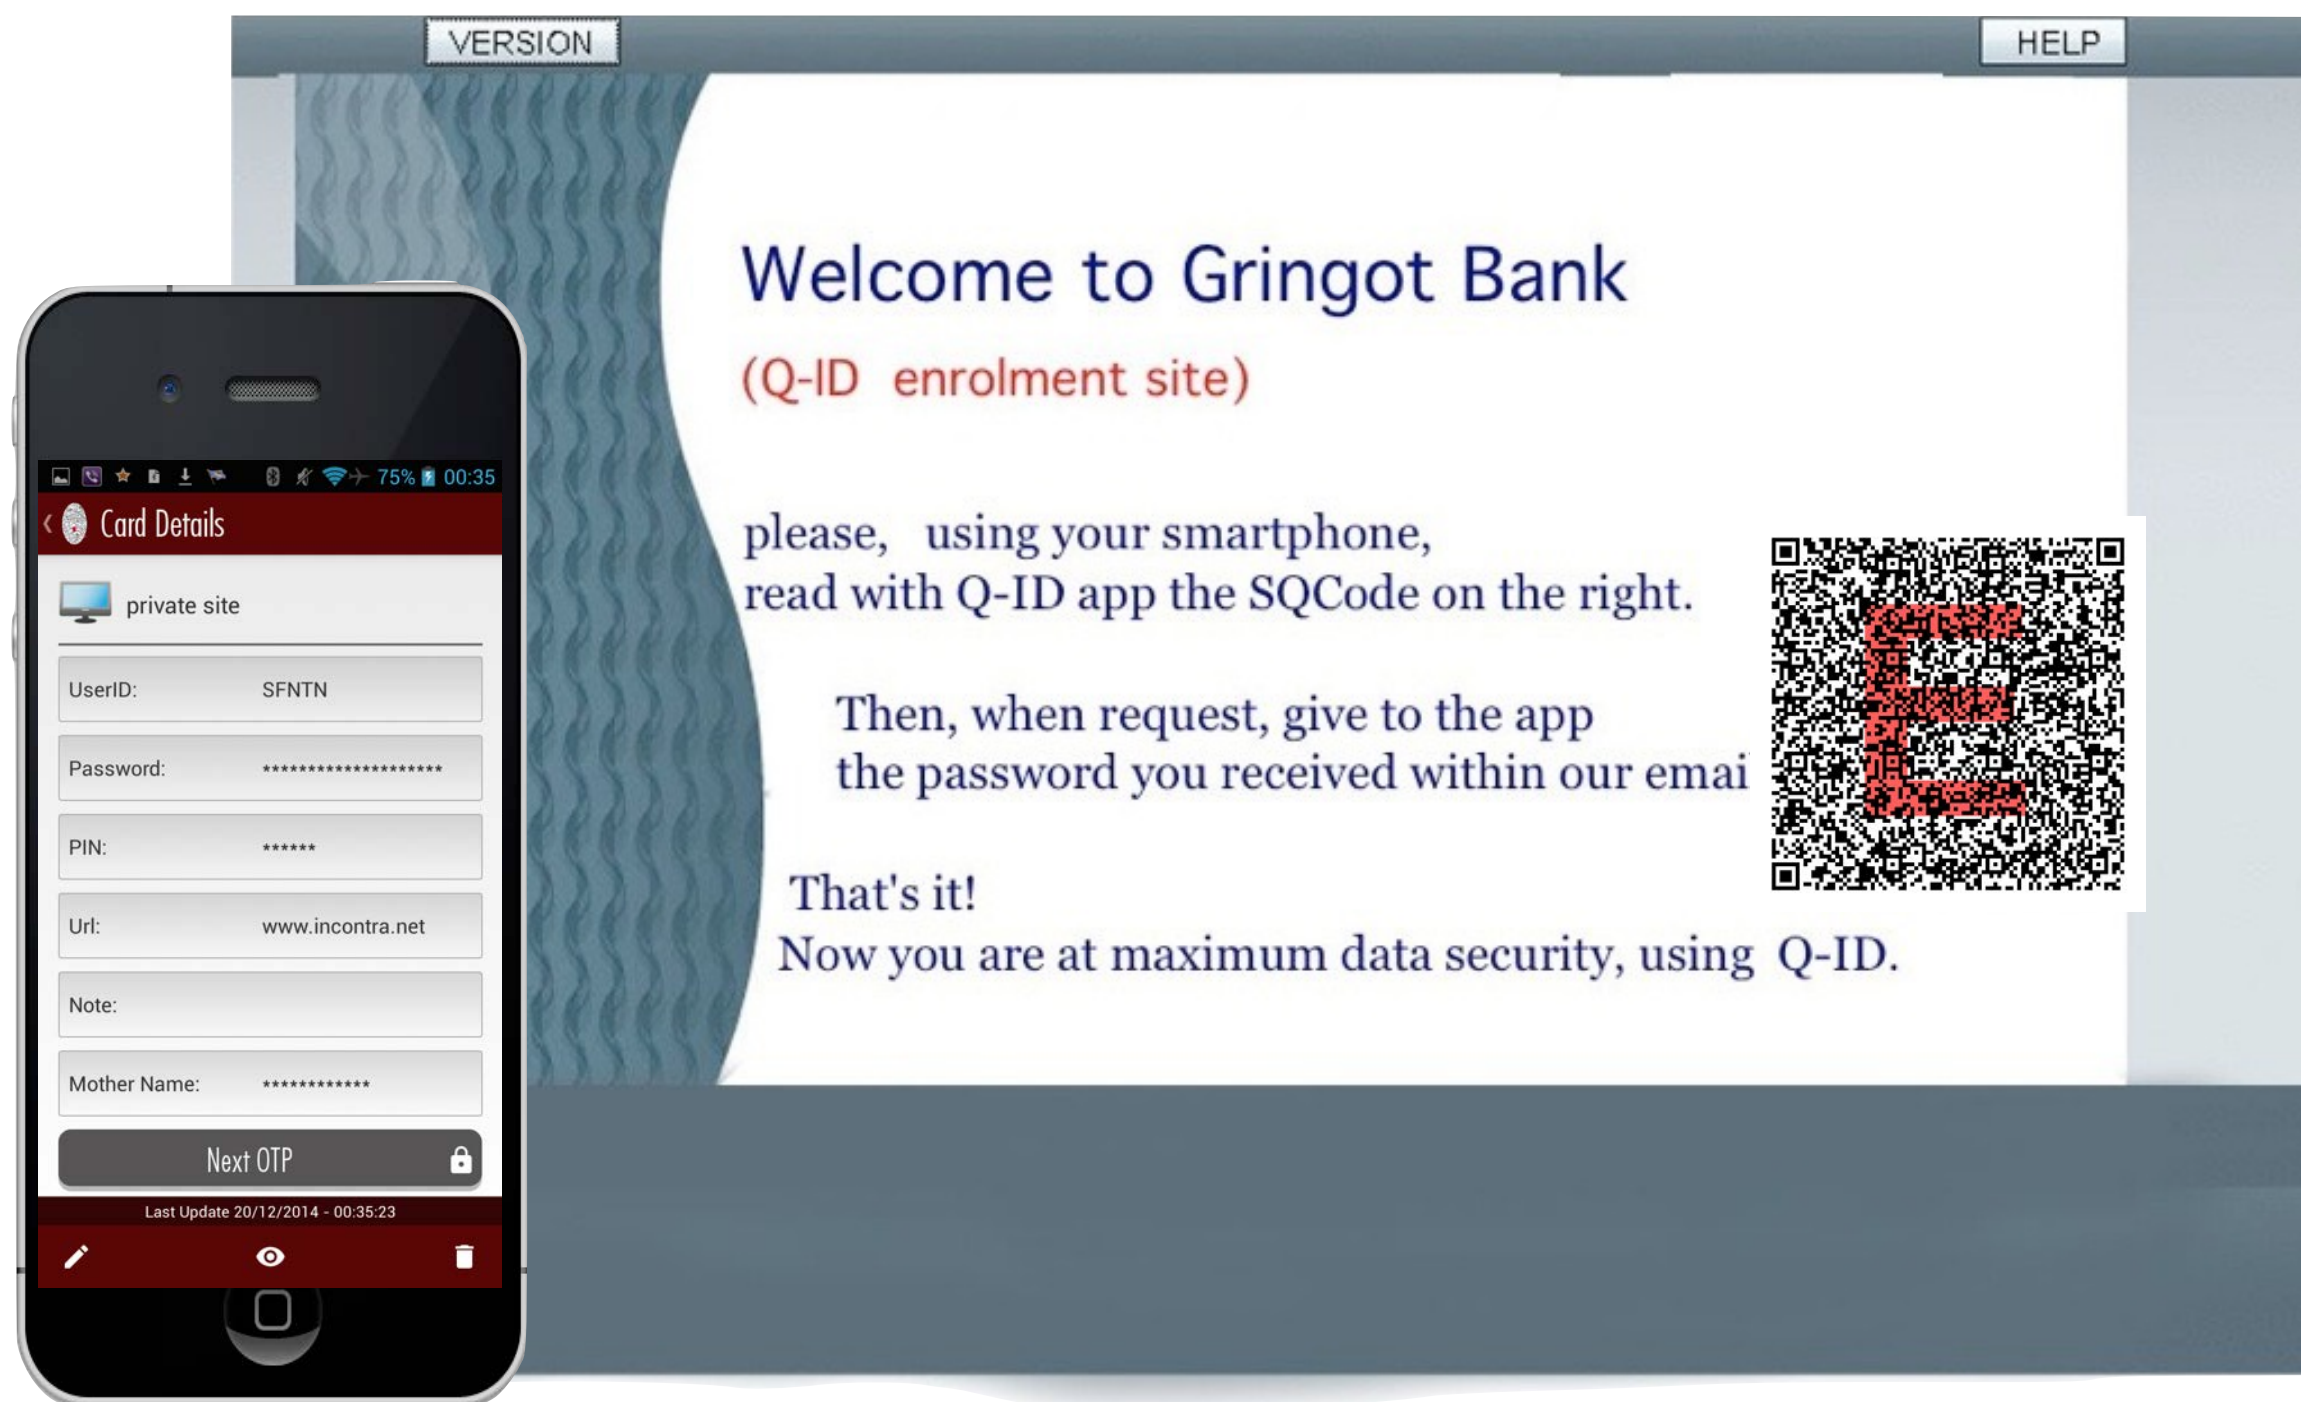 VERSION
HELP
Welcome to Gringot Bank
(Q-ID enrolment site)
please, using your smartphone,
read with Q-ID app the SQCode on the right.
Then, when request, give to the app
the password you received within our emai
That's it!
Now you are at maximum data security, using Q-ID.
E
75% 00:35
Card Details
private site
UserID: SFNTN
Password: ********************
PIN: ******
Url: www.incontra.net
Note:
Mother Name: ************
Next OTP
Last Update 20/12/2014 - 00:35:23